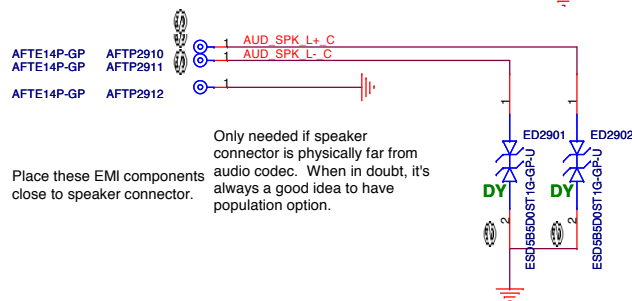 AFTE14P-GP AFTP2910 1 AUD_SPK_L+_C
AFTE14P-GP AFTP2911 1 AUD_SPK_L-_C
AFTE14P-GP AFTP2912 1
1 1
ED2901 ED2902
Only needed if speaker
connector is physically far from
audio codec. When in doubt, it's
always a good idea to have
population option.
Place these EMI components
close to speaker connector.
DY DY
2 2
ESD5B5D0ST1G-GP-U
ESD5B5D0ST1G-GP-U